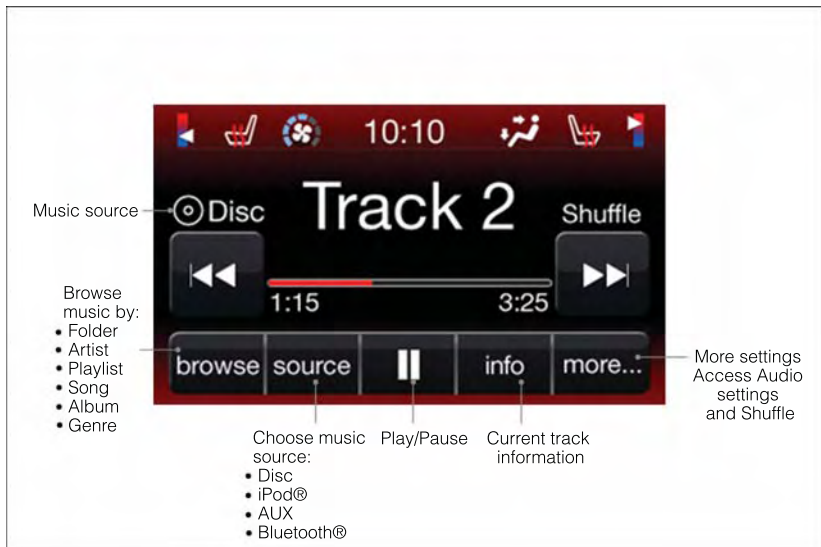 10:10
Music source
Disc
Track 2
Shuffle
1:15
3:25
Browse
music by:
• Folder
• Artist
• Playlist
• Song
• Album
• Genre
browse
source
info
more...
More settings
Access Audio
settings
and Shuffle
Choose music
source:
• Disc
• iPod®
• AUX
• Bluetooth®
Play/Pause
Current track
information